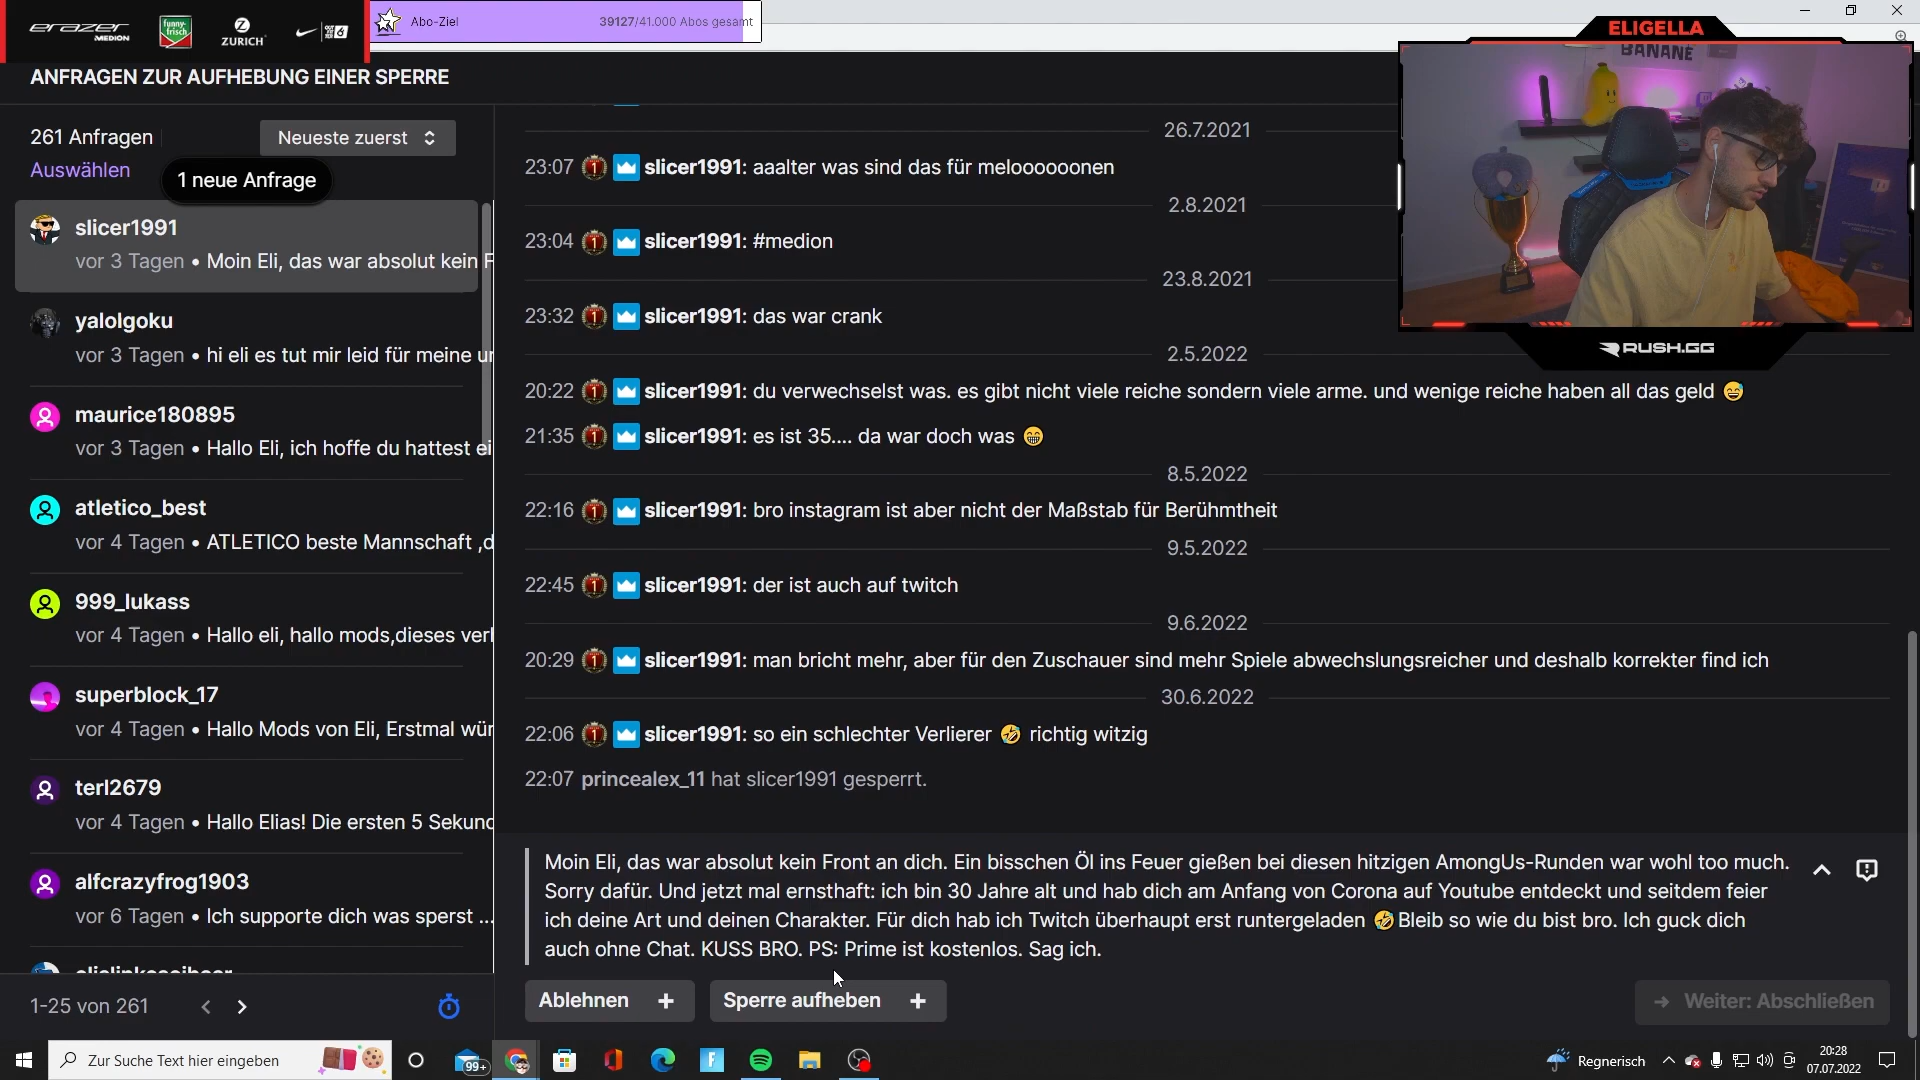 erazer
MEDION
funny-frisch
ZURICH
Abo-Ziel
39127/41.000 Abos gesamt
ELIGELLA
BANANE
RUSH.GG
ANFRAGEN ZUR AUFHEBUNG EINER SPERRE
261 Anfragen
Neueste zuerst
Auswählen
1 neue Anfrage
slicer1991
vor 3 Tagen • Moin Eli, das war absolut kein F
yalolgoku
vor 3 Tagen • hi eli es tut mir leid für meine ur
maurice180895
vor 3 Tagen • Hallo Eli, ich hoffe du hattest ei
atletico_best
vor 4 Tagen • ATLETICO beste Mannschaft ,d
999_lukass
vor 4 Tagen • Hallo eli, hallo mods,dieses verl
superblock_17
vor 4 Tagen • Hallo Mods von Eli, Erstmal wür
terl2679
vor 4 Tagen • Hallo Elias! Die ersten 5 Sekund
alfcrazyfrog1903
vor 6 Tagen • Ich supporte dich was sperst ...
1-25 von 261
26.7.2021
23:07 slicer1991: aaalter was sind das für melooooooonen
2.8.2021
23:04 slicer1991: #medion
23.8.2021
23:32 slicer1991: das war crank
2.5.2022
20:22 slicer1991: du verwechselst was. es gibt nicht viele reiche sondern viele arme. und wenige reiche haben all das geld 😅
21:35 slicer1991: es ist 35.... da war doch was 😁
8.5.2022
22:16 slicer1991: bro instagram ist aber nicht der Maßstab für Berühmtheit
9.5.2022
22:45 slicer1991: der ist auch auf twitch
9.6.2022
20:29 slicer1991: man bricht mehr, aber für den Zuschauer sind mehr Spiele abwechslungsreicher und deshalb korrekter find ich
30.6.2022
22:06 slicer1991: so ein schlechter Verlierer 🤣 richtig witzig
22:07 princealex_11 hat slicer1991 gesperrt.
Moin Eli, das war absolut kein Front an dich. Ein bisschen Öl ins Feuer gießen bei diesen hitzigen AmongUs-Runden war wohl too much.
Sorry dafür. Und jetzt mal ernsthaft: ich bin 30 Jahre alt und hab dich am Anfang von Corona auf Youtube entdeckt und seitdem feier
ich deine Art und deinen Charakter. Für dich hab ich Twitch überhaupt erst runtergeladen 🤣 Bleib so wie du bist bro. Ich guck dich
auch ohne Chat. KUSS BRO. PS: Prime ist kostenlos. Sag ich.
Ablehnen +
Sperre aufheben +
→ Weiter: Abschließen
Zur Suche Text hier eingeben
99+
Regnerisch
20:28
07.07.2022